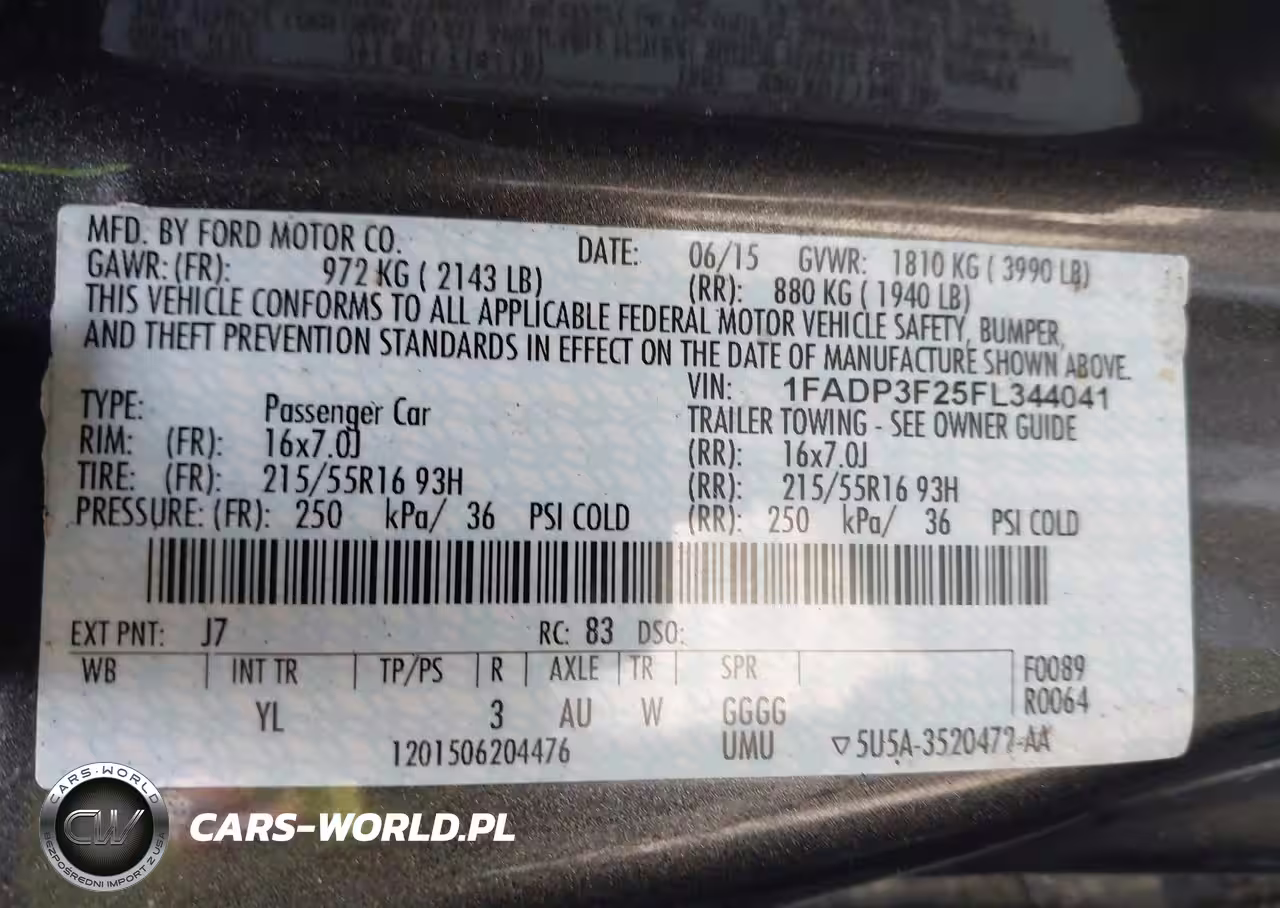 MFD. BY FORD MOTOR CO. DATE: 06/15 GVWR: 1810 KG ( 3990 LB)
GAWR: (FR): 972 KG ( 2143 LB) (RR): 880 KG ( 1940 LB)
THIS VEHICLE CONFORMS TO ALL APPLICABLE FEDERAL MOTOR VEHICLE SAFETY, BUMPER,
AND THEFT PREVENTION STANDARDS IN EFFECT ON THE DATE OF MANUFACTURE SHOWN ABOVE.
VIN: 1FADP3F25FL344041
TYPE: Passenger Car TRAILER TOWING - SEE OWNER GUIDE
RIM: (FR): 16x7.0J (RR): 16x7.0J
TIRE: (FR): 215/55R16 93H (RR): 215/55R16 93H
PRESSURE: (FR): 250 kPa/ 36 PSI COLD (RR): 250 kPa/ 36 PSI COLD
EXT PNT: J7 RC: 83 DSO:
WB INT TR TP/PS R AXLE TR SPR F0089
YL 3 AU W GGGG R0064
1201506204476 UMU ▽5U5A-3520472-AA
CARS-WORLD
CW
BEZPOŚREDNI IMPORT Z USA
CARS-WORLD.PL